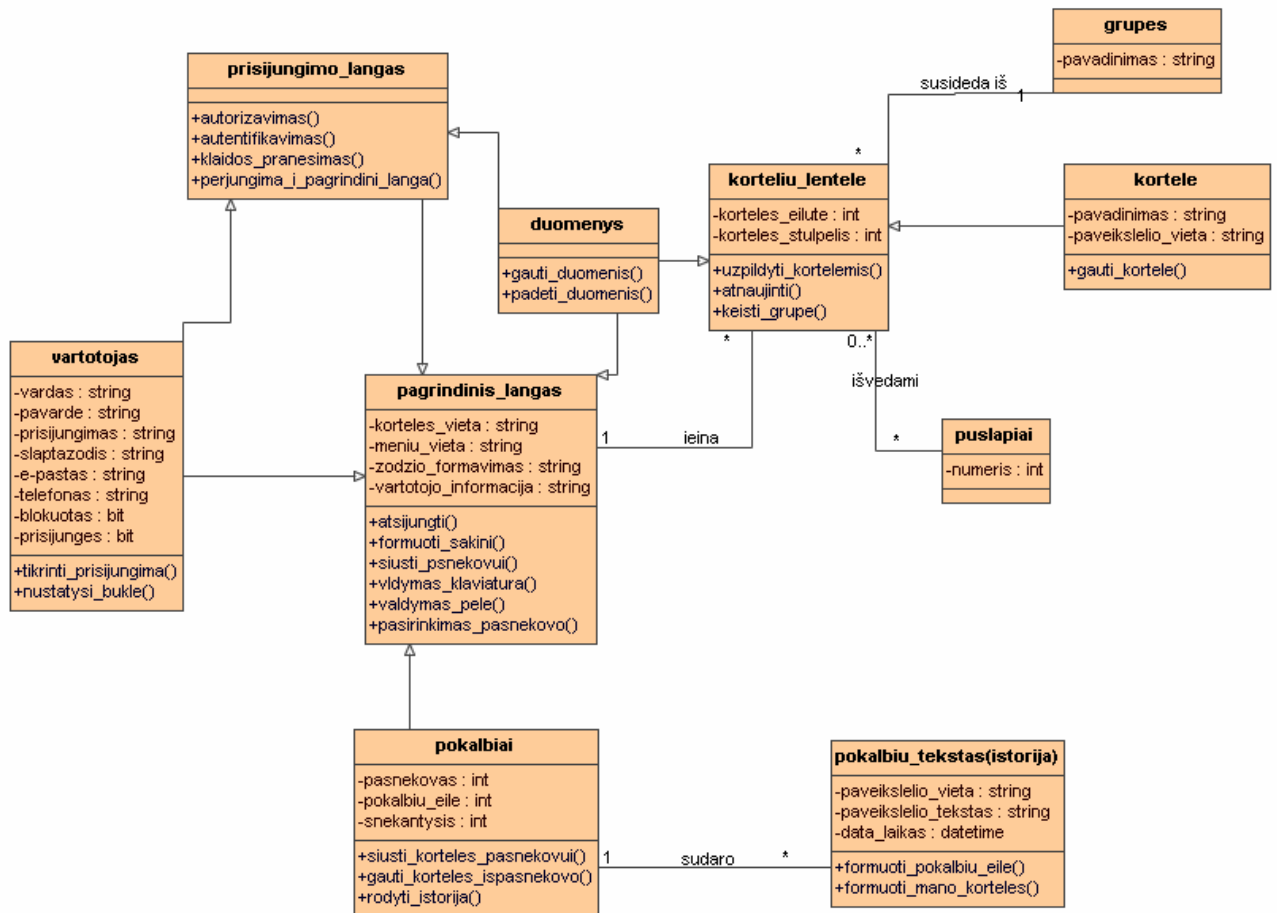 grupes
-pavadinimas : string
susideda iš
1
*
prisijungimo_langas
+autorizavimas()
+autentifikavimas()
+klaidos_pranesimas()
+perjungima_i_pagrindini_langa()
duomenys
+gauti_duomenis()
+padeti_duomenis()
korteliu_lentele
-korteles_eilute : int
-korteles_stulpelis : int
+uzpildyti_kortelemis()
+atnaujinti()
+keisti_grupe()
kortele
-pavadinimas : string
-paveikslelio_vieta : string
+gauti_kortele()
*
0..*
išvedami
*
puslapiai
-numeris : int
vartotojas
-vardas : string
-pavarde : string
-prisijungimas : string
-slaptazodis : string
-e-pastas : string
-telefonas : string
-blokuotas : bit
-prisijunges : bit
+tikrinti_prisijungima()
+nustatysi_bukle()
pagrindinis_langas
-korteles_vieta : string
-meniu_vieta : string
-zodzio_formavimas : string
-vartotojo_informacija : string
+atsijungti()
+formuoti_sakini()
+siusti_psnekovui()
+vldymas_klaviatura()
+valdymas_pele()
+pasirinkimas_pasnekovo()
1
ieina
pokalbiai
-pasnekovas : int
-pokalbiu_eile : int
-snekantysis : int
+siusti_korteles_pasnekovui()
+gauti_korteles_ispasnekovo()
+rodyti_istorija()
1
sudaro
*
pokalbiu_tekstas(istorija)
-paveikslelio_vieta : string
-paveikslelio_tekstas : string
-data_laikas : datetime
+formuoti_pokalbiu_eile()
+formuoti_mano_korteles()